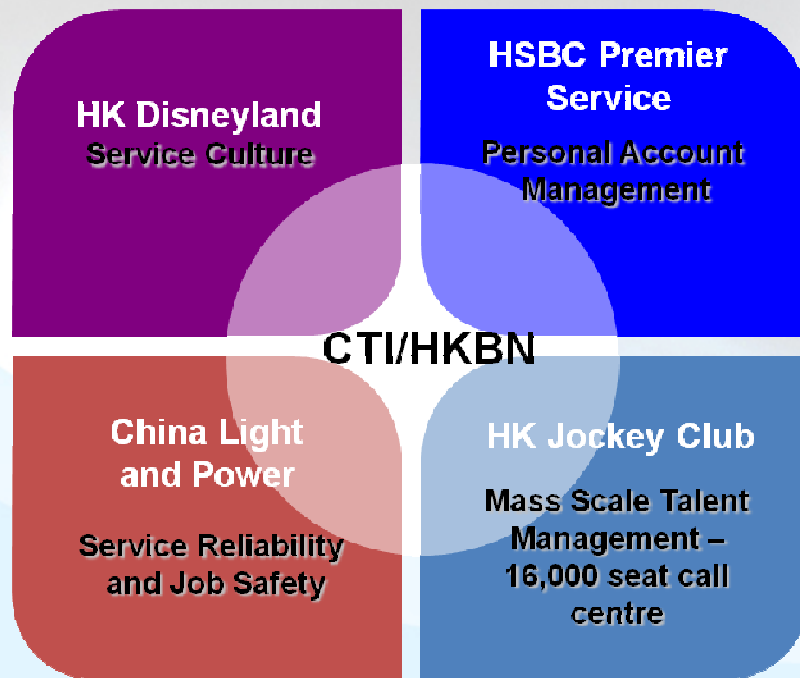 HK Disneyland
Service Culture
HSBC Premier
Service
Personal Account
Management
CTI/HKBN
China Light
and Power
Service Reliability
and Job Safety
HK Jockey Club
Mass Scale Talent
Management –
16,000 seat call
centre